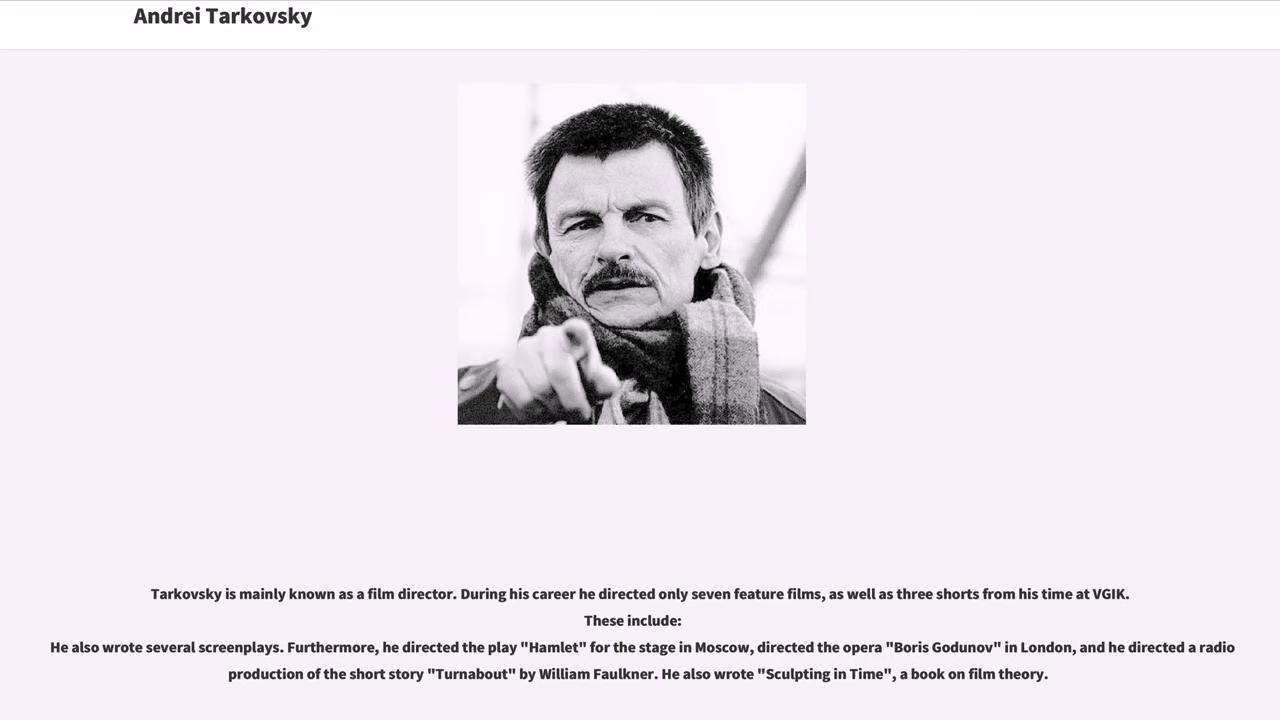 Andrei Tarkovsky
Tarkovsky is mainly known as a film director. During his career he directed only seven feature films, as well as three shorts from his time at VGIK.
These include:
He also wrote several screenplays. Furthermore, he directed the play "Hamlet" for the stage in Moscow, directed the opera "Boris Godunov" in London, and he directed a radio
production of the short story "Turnabout" by William Faulkner. He also wrote "Sculpting in Time", a book on film theory.